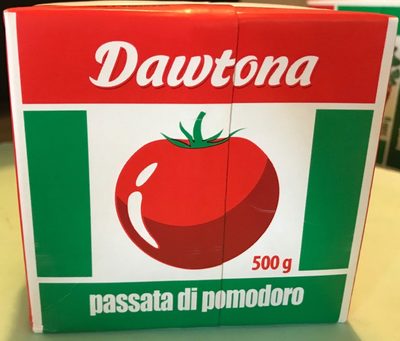 Dawtona
500 g
passata di pomodoro